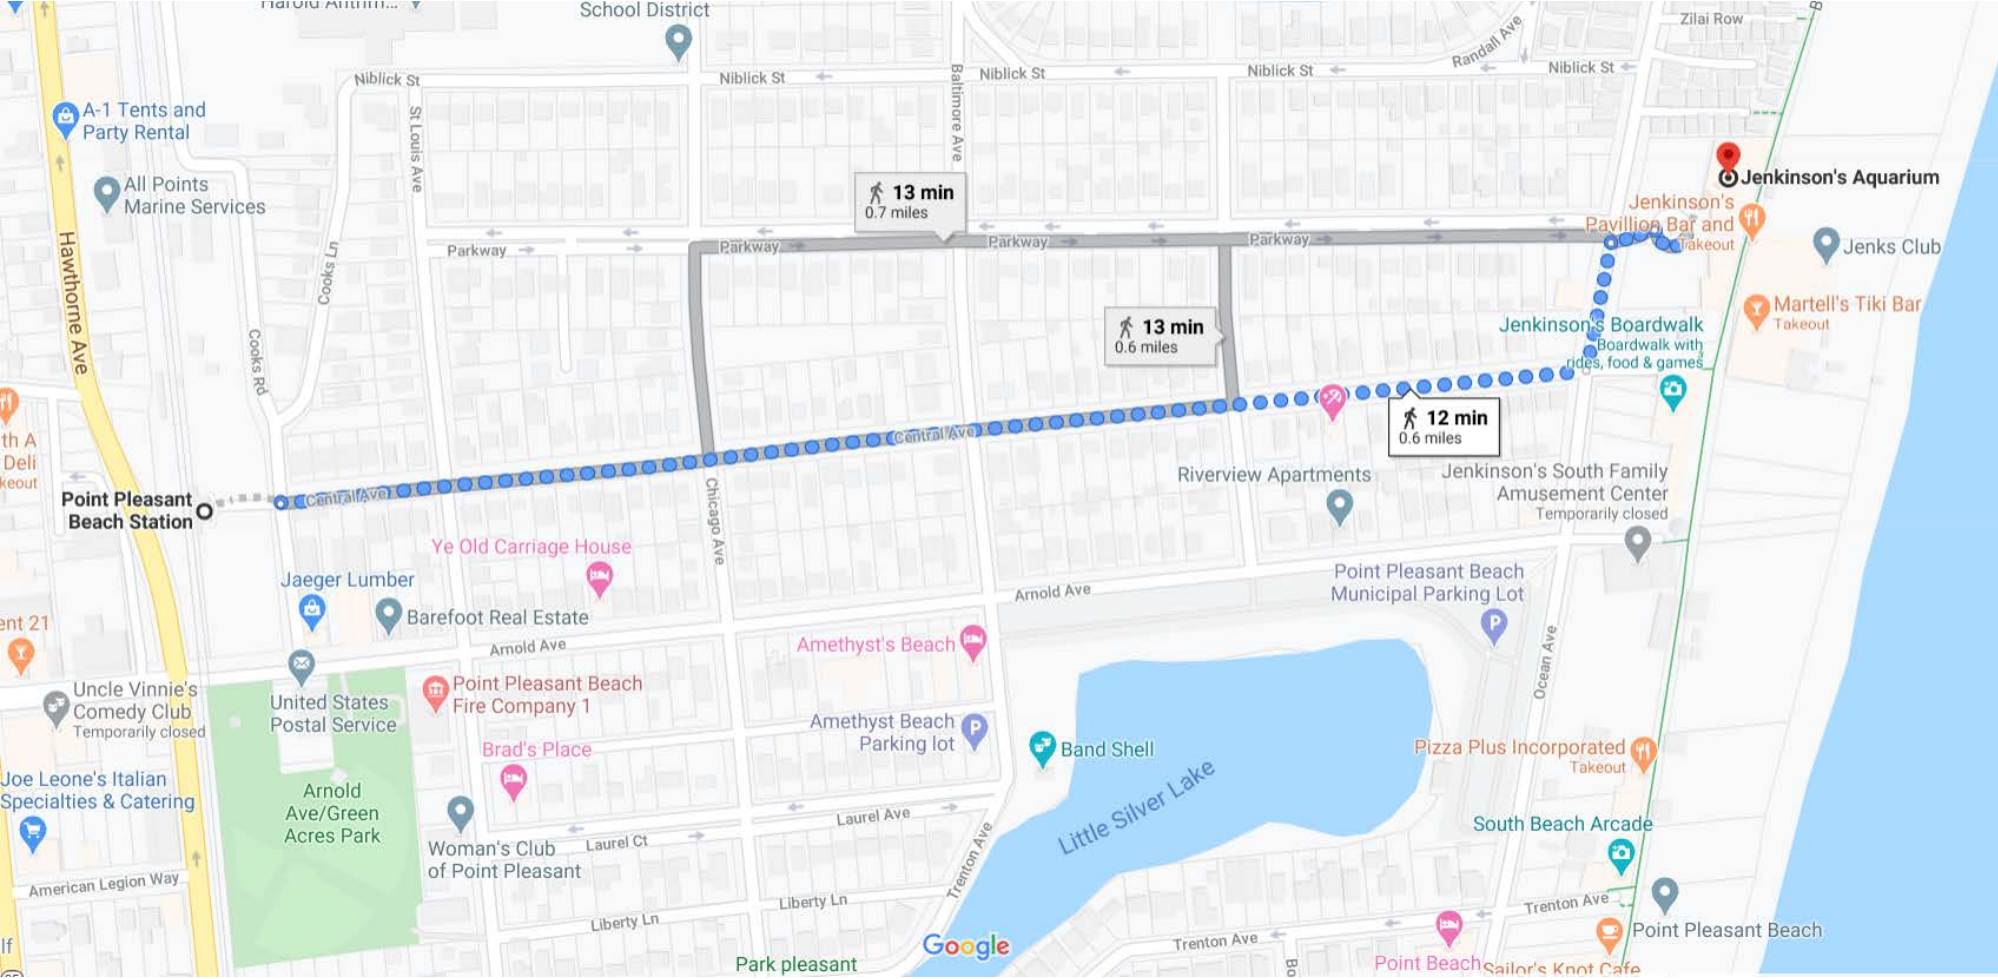 School District
Zilai Row
Randall Ave
Niblick St
Niblick St
Niblick St
Niblick St
Niblick St
A-1 Tents and
Party Rental
St Louis Ave
Baltimore Ave
All Points
Marine Services
13 min
0.7 miles
Jenkinson's Aquarium
Jenkinson's
Pavillion Bar and
Takeout
Hawthorne Ave
Cooks Ln
Parkway
Parkway
Parkway
Parkway
Jenks Club
Martell's Tiki Bar
Takeout
13 min
0.6 miles
Jenkinson's Boardwalk
Boardwalk with
rides, food & games
Cooks Rd
12 min
0.6 miles
Central Ave
th A
Deli
keout
Riverview Apartments
Jenkinson's South Family
Amusement Center
Temporarily closed
Point Pleasant
Beach Station
Central Ave
Chicago Ave
Ye Old Carriage House
Jaeger Lumber
Barefoot Real Estate
Point Pleasant Beach
Municipal Parking Lot
Arnold Ave
ent 21
Arnold Ave
Amethyst's Beach
Ocean Ave
Uncle Vinnie's
Comedy Club
Temporarily closed
United States
Postal Service
Point Pleasant Beach
Fire Company 1
Amethyst Beach
Parking lot
Band Shell
Brad's Place
Pizza Plus Incorporated
Takeout
Joe Leone's Italian
Specialties & Catering
Arnold
Ave/Green
Acres Park
Little Silver Lake
Laurel Ave
Laurel Ct
South Beach Arcade
Woman's Club
of Point Pleasant
Trenton Ave
American Legion Way
Liberty Ln
Liberty Ln
Trenton Ave
Point Pleasant Beach
Google
Trenton Ave
Park pleasant
Point Beach
Sailor's Knot Cafe